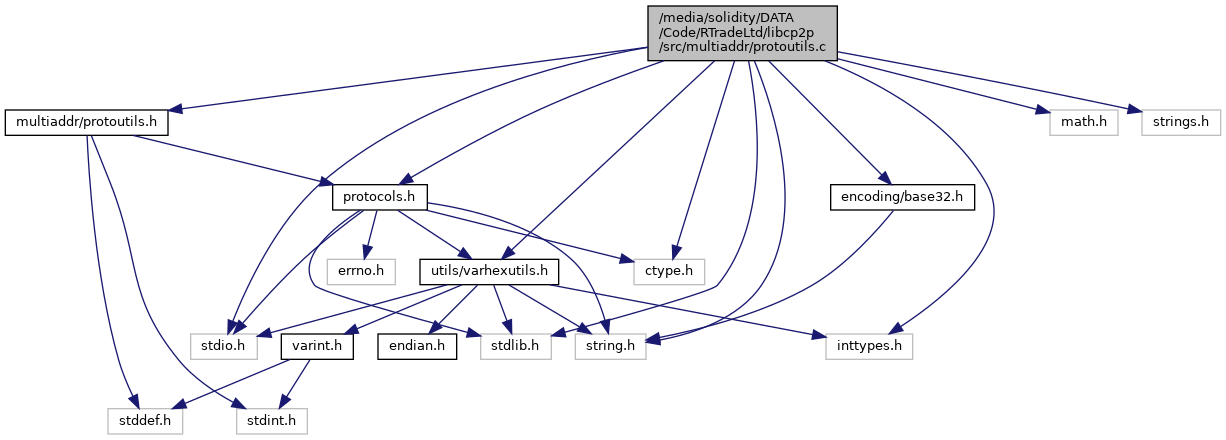 /media/solidity/DATA
/Code/RTradeLtd/libcp2p
/src/multiaddr/protoutils.c
multiaddr/protoutils.h
math.h
strings.h
protocols.h
encoding/base32.h
errno.h
utils/varhexutils.h
ctype.h
stdio.h
varint.h
endian.h
stdlib.h
string.h
inttypes.h
stddef.h
stdint.h